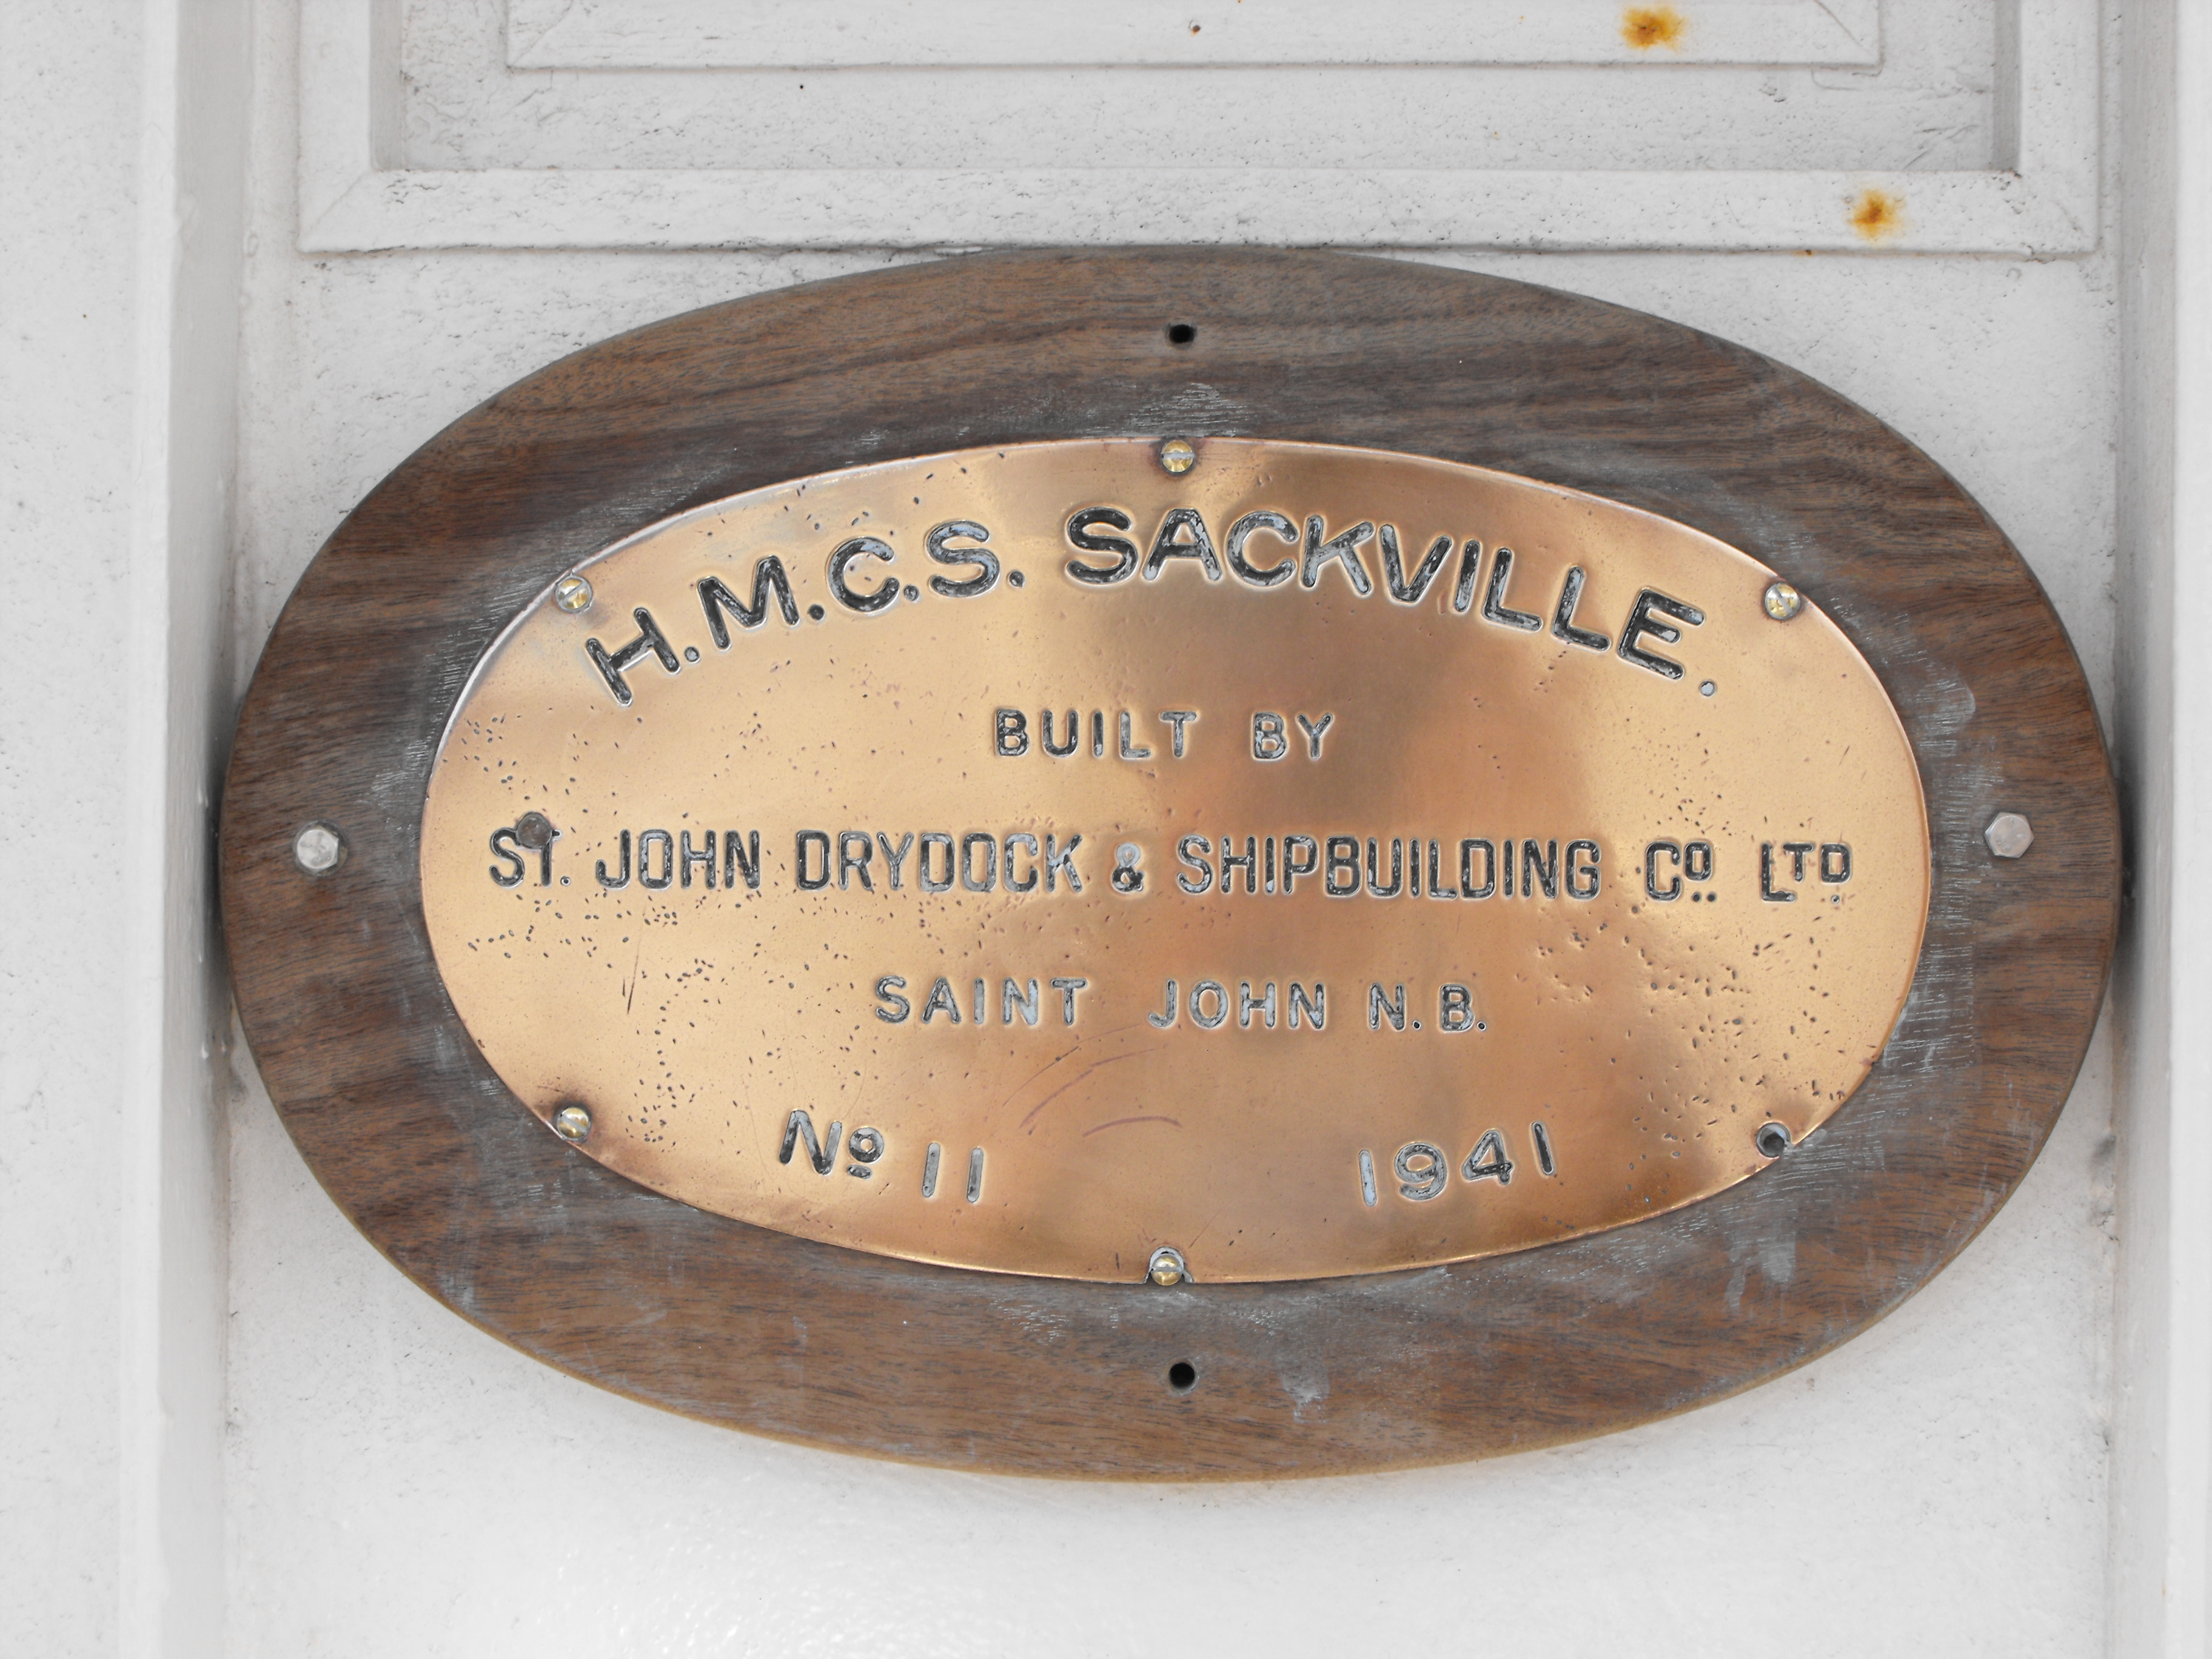 H.M.C.S. SACKVILLE.
BUILT BY
ST. JOHN DRYDOCK & SHIPBUILDING Cº. LTD.
SAINT JOHN N.B.
Nº 11 1941